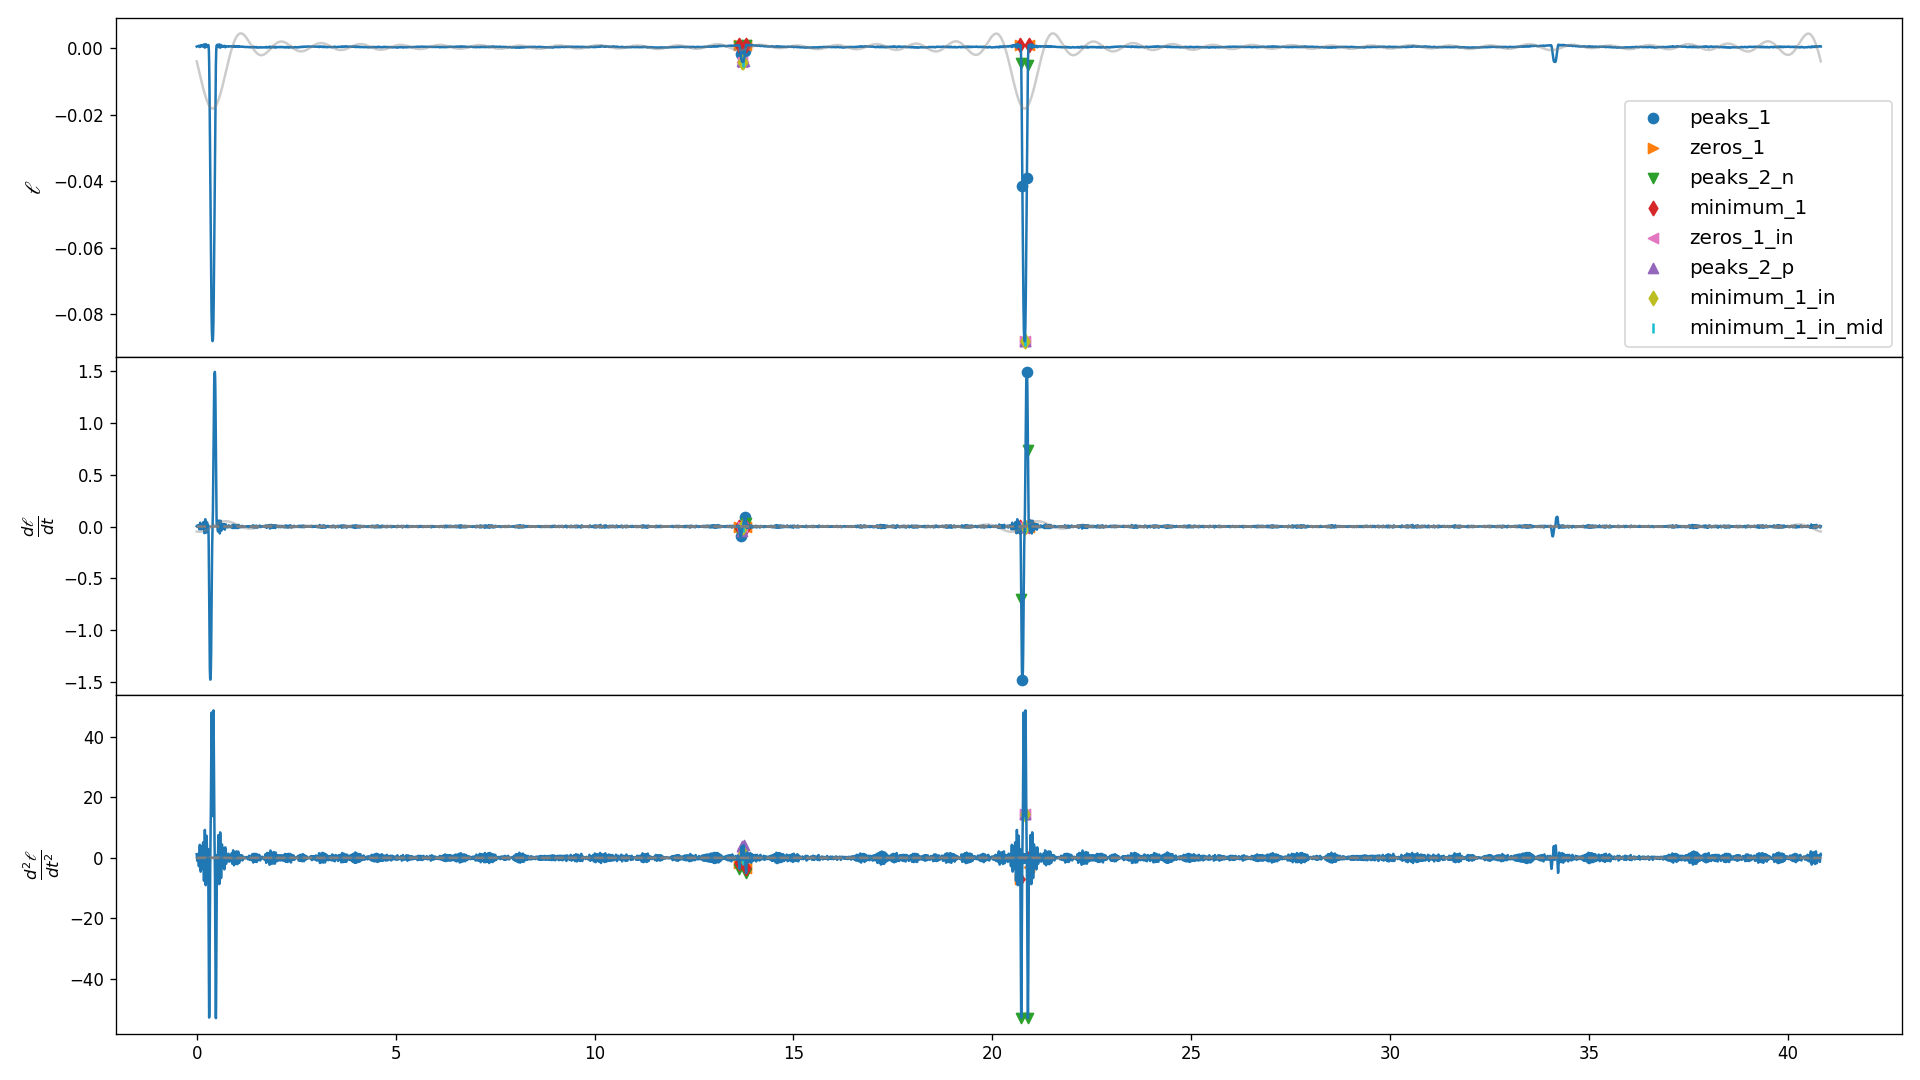 0.00
−0.02
−0.04
−0.06
−0.08
ℓ
peaks_1
zeros_1
peaks_2_n
minimum_1
zeros_1_in
peaks_2_p
minimum_1_in
minimum_1_in_mid
1.5
1.0
0.5
0.0
−0.5
−1.0
−1.5
dℓ
dt
40
20
0
−20
−40
d²ℓ
dt²
0 5 10 15 20 25 30 35 40